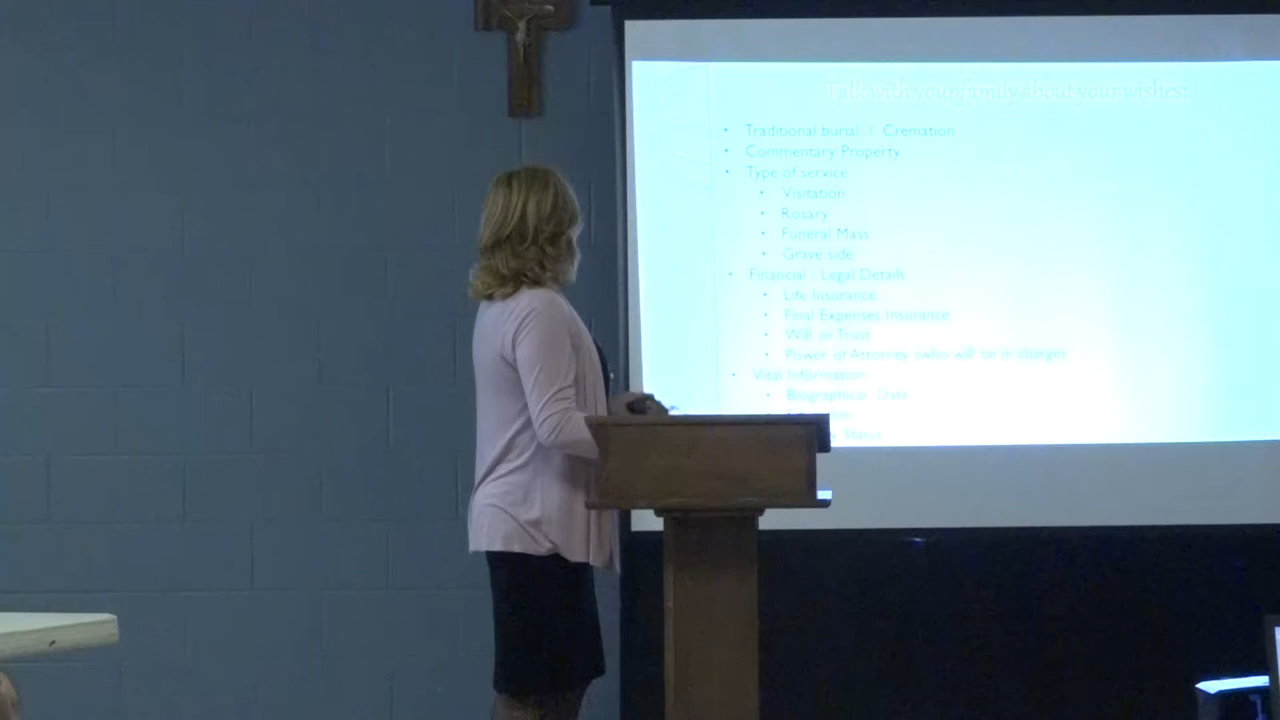 Talk with your family about your wishes:
• Traditional burial / Cremation
• Commentary Property
• Type of service
• Visitation
• Rosary
• Funeral Mass
• Grave side
• Financial / Legal Details
• Life Insurance
• Final Expenses Insurance
• Will or Trust
• Power of Attorney (who will be in charge)
• Vital Information
• Biographical Data
Status